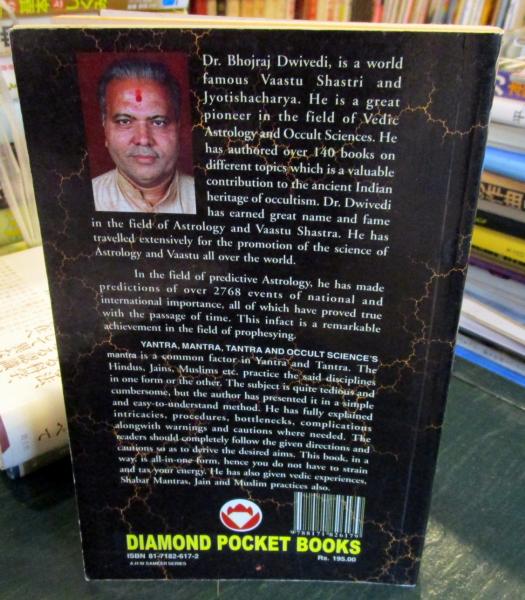 Dr. Bhojraj Dwivedi, is a world
famous Vaastu Shastri and
Jyotishacharya. He is a great
pioneer in the field of Vedic
Astrology and Occult Sciences. He
has authored over 140 books on
different topics which is a valuable
contribution to the ancient Indian
heritage of occultism. Dr. Dwivedi
has earned great name and fame
in the field of Astrology and Vaastu Shastra. He has
travelled extensively for the promotion of the science of
Astrology and Vaastu all over the world.
In the field of predictive Astrology, he has made
predictions of over 2768 events of national and
international importance, all of which have proved true
with the passage of time. This infact is a remarkable
achievement in the field of prophesying.
YANTRA, MANTRA, TANTRA AND OCCULT SCIENCE'S
mantra is a common factor in Yantra and Tantra. The
Hindus, Jains, Muslims etc. practice the said disciplines
in one form or the other. The subject is quite tedious and
cumbersome, but the author has presented it in a simple
and easy-to-understand method. He has fully explained
intricacies, procedures, bottlenecks, complications
alongwith warnings and cautions where needed. The
readers should completely follow the given directions and
cautions so as to derive the desired aims. This book, in a
way, is all-in-one form, hence you do not have to strain
and tax your energy. He has also given vedic experiences,
Shabar Mantras, Jain and Muslim practices also.
9788171826179
DIAMOND POCKET BOOKS
ISBN 81-7182-617-2
Rs. 195.00
A.H.W SAMEER SERIES